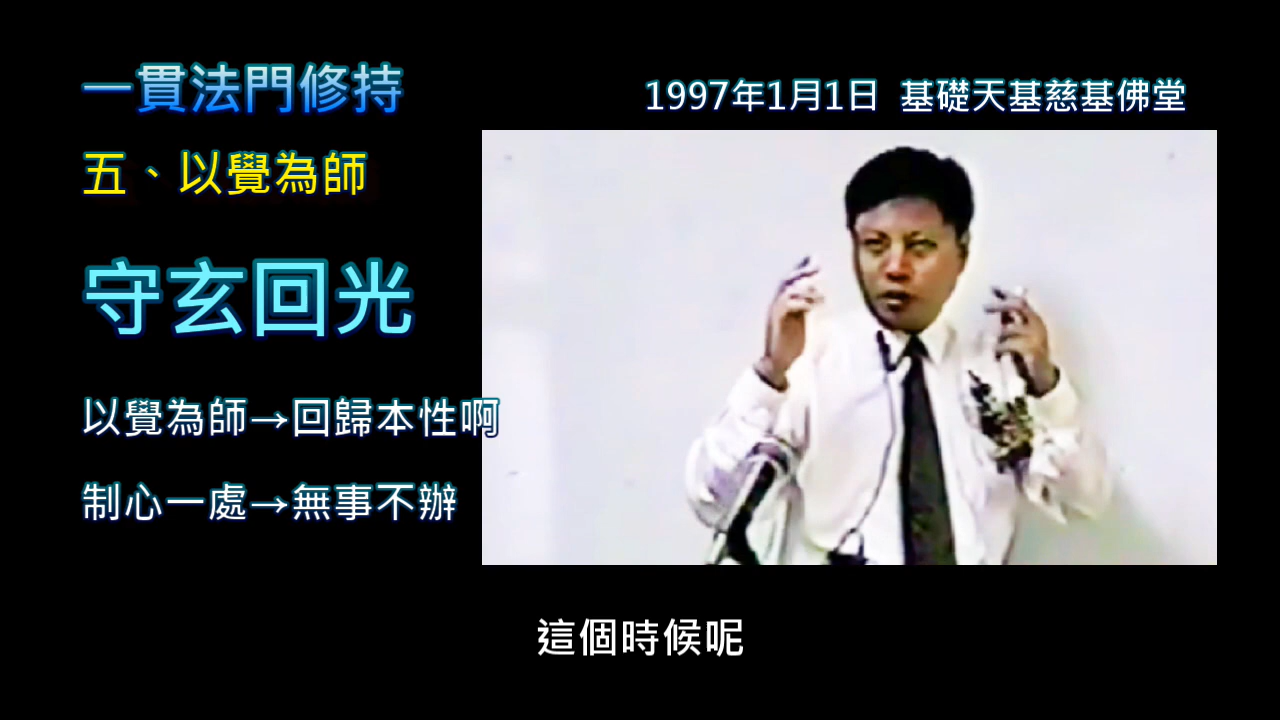 一貫法門修持
1997年1月1日 基礎天基慈基佛堂
五、以覺為師
守玄回光
以覺為師→回歸本性啊
制心一處→無事不辦
這個時候呢